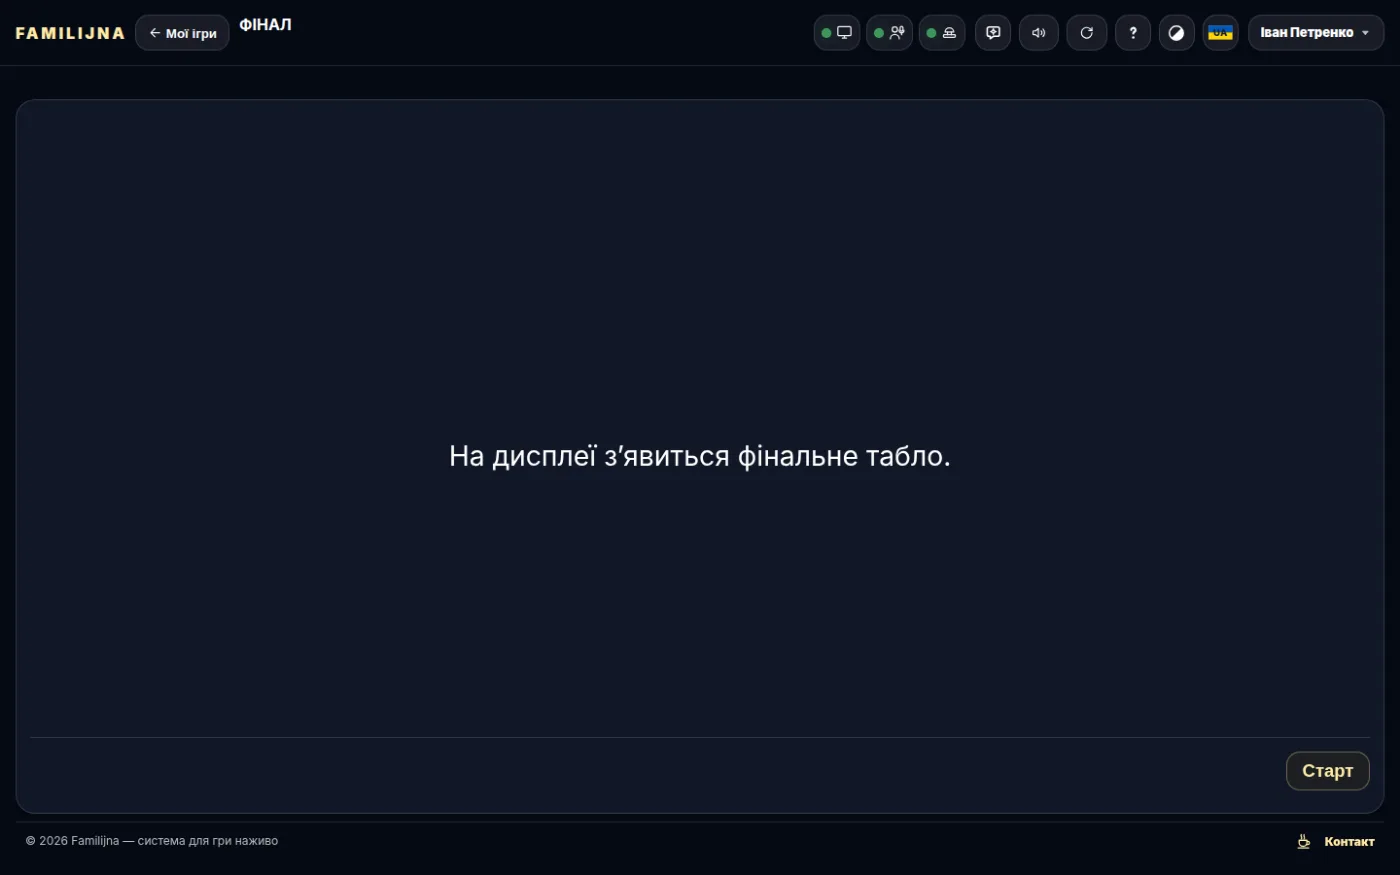 FAMILIJNA
← Мої ігри
ФІНАЛ
?
UA
Іван Петренко
На дисплеї з’явиться фінальне табло.
Старт
© 2026 Familijna — система для гри наживо
Контакт